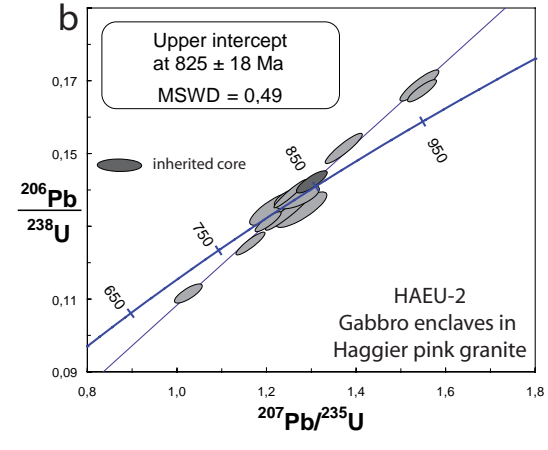 b
Upper intercept
at 825 ± 18 Ma
MSWD = 0,49
0,17
inherited core
0,15
850
950
206Pb
238U
750
650
0,11
HAEU-2
Gabbro enclaves in
Haggier pink granite
0,09
0,8 1,0 1,2 1,4 1,6 1,8
207Pb/235U